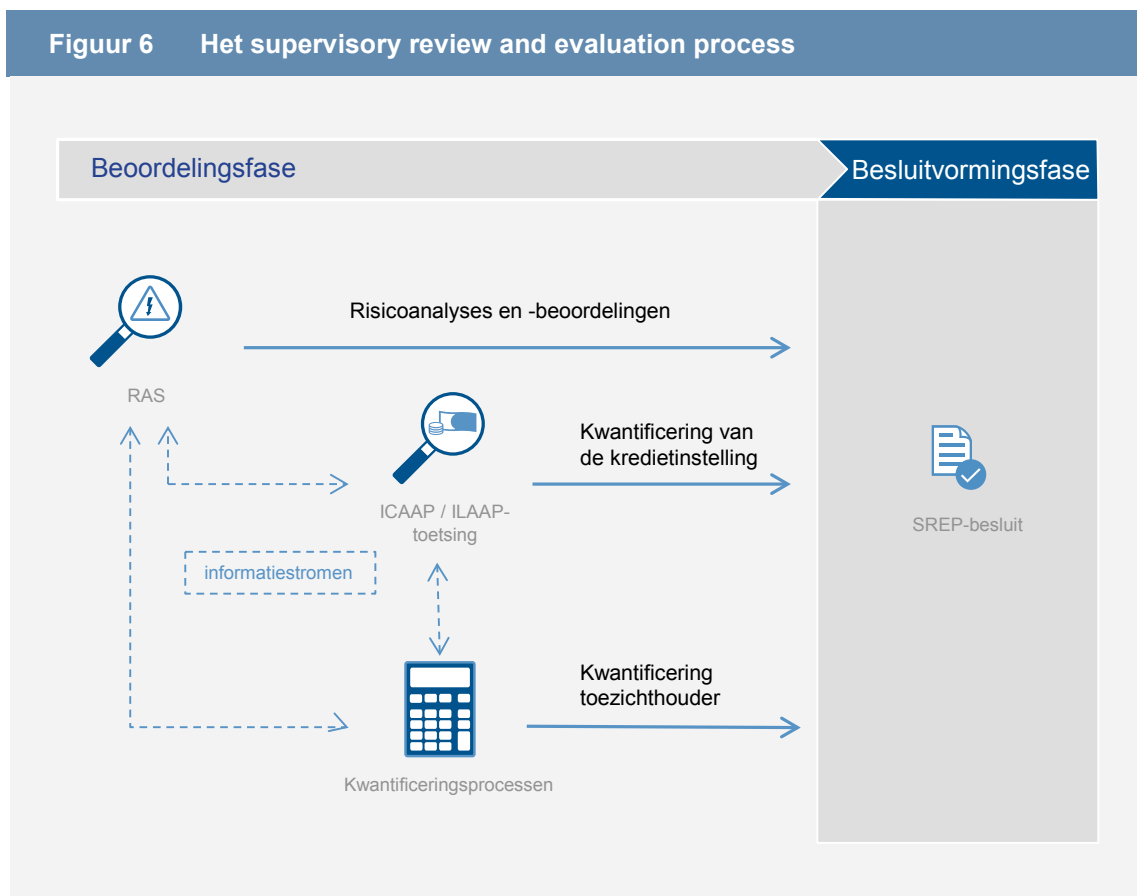 Figuur 6 Het supervisory review and evaluation process
Beoordelingsfase
Besluitvormingsfase
Risicoanalyses en -beoordelingen
RAS
Kwantificering van
de kredietinstelling
ICAAP / ILAAP-
toetsing
SREP-besluit
informatiestromen
Kwantificering
toezichthouder
Kwantificeringsprocessen